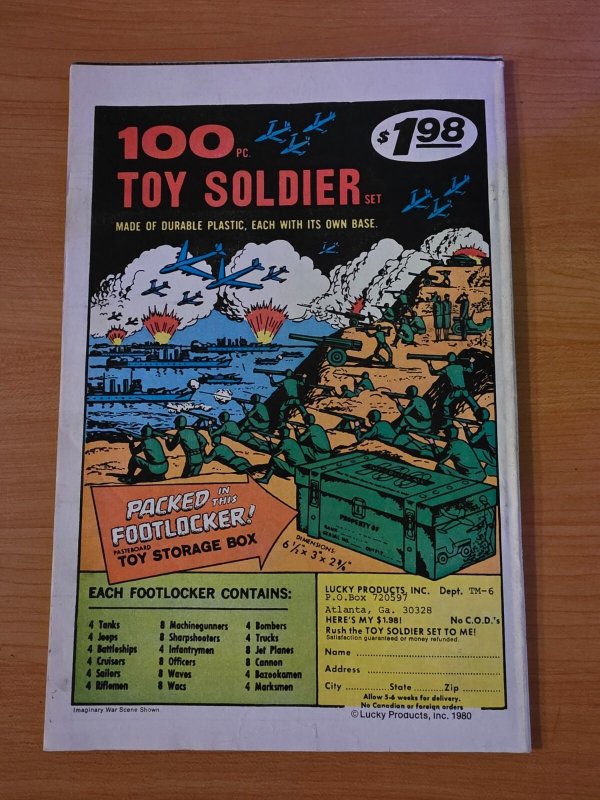 100 PC.
$1.98
TOY SOLDIER SET
MADE OF DURABLE PLASTIC, EACH WITH ITS OWN BASE.
PACKED IN THIS
FOOTLOCKER!
PASTEBOARD
TOY STORAGE BOX
PROPERTY OF
NAME
SERIAL NO. OUTFIT
DIMENSIONS:
6 1/2" x 3" x 2 3/8"
EACH FOOTLOCKER CONTAINS:
4 Tanks
4 Jeeps
4 Battleships
4 Cruisers
4 Sailors
4 Riflemen
8 Machinegunners
8 Sharpshooters
4 Infantrymen
8 Officers
8 Waves
8 Wacs
4 Bombers
4 Trucks
8 Jet Planes
8 Cannon
4 Bazookamen
4 Marksmen
LUCKY PRODUCTS, INC. Dept. TM-6
P.O.Box 720597
Atlanta, Ga. 30328
HERE'S MY $1.98! No C.O.D.'s
Rush the TOY SOLDIER SET TO ME!
Satisfaction guaranteed or money refunded.
Name
Address
City State Zip
Allow 5-6 weeks for delivery.
No Canadian or foreign orders
Imaginary War Scene Shown
© Lucky Products, Inc. 1980